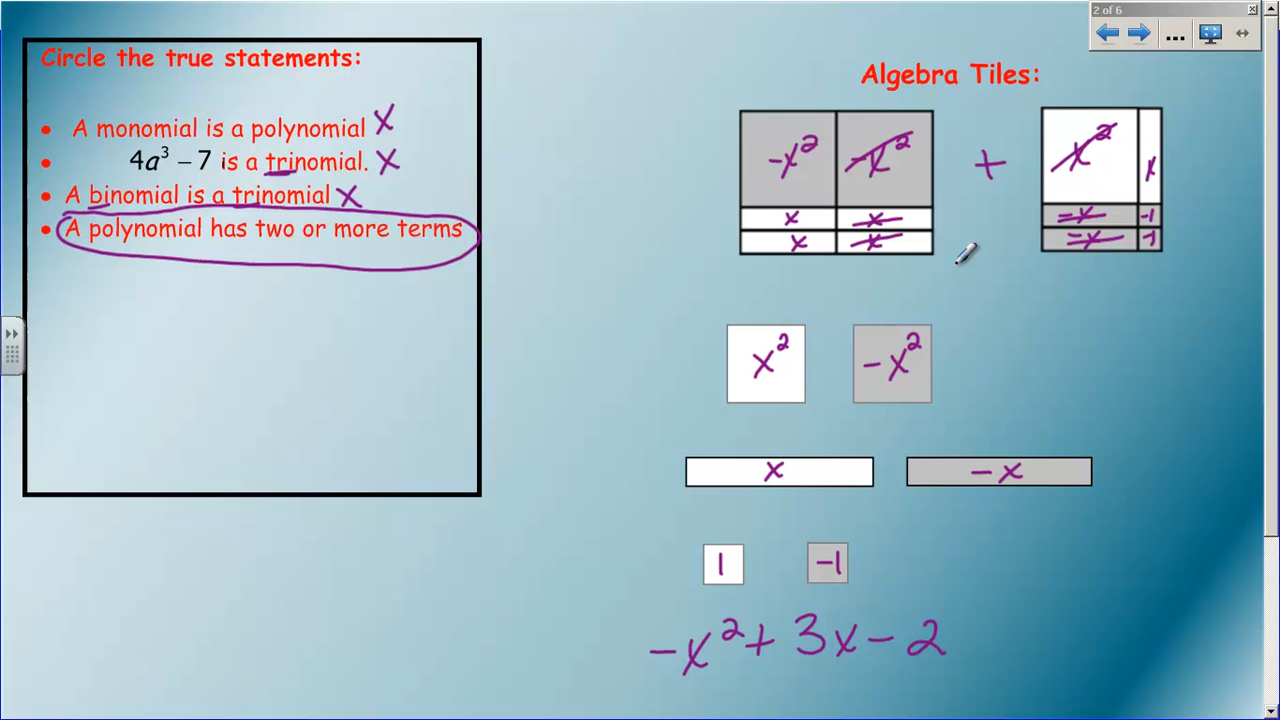 2 of 6
Circle the true statements:
• A monomial is a polynomial X
• 4a³ − 7 is a trinomial. X
• A binomial is a trinomial X
• A polynomial has two or more terms
Algebra Tiles:
-x² -x² + x² x
x x -x -1
x x -x -1
x² -x²
x -x
1 -1
-x² + 3x - 2